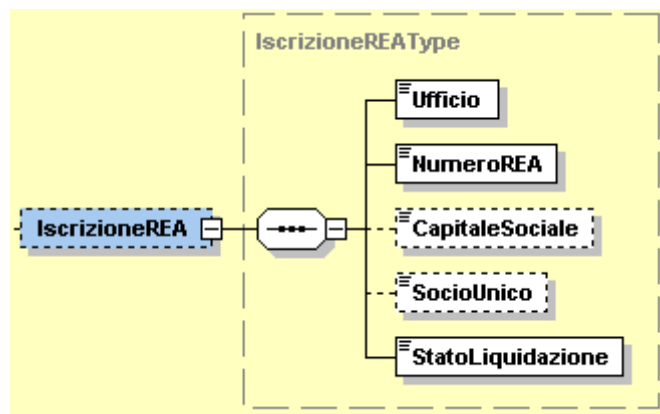 IscrizioneREAType
Ufficio
NumeroREA
IscrizioneREA
CapitaleSociale
SocioUnico
StatoLiquidazione